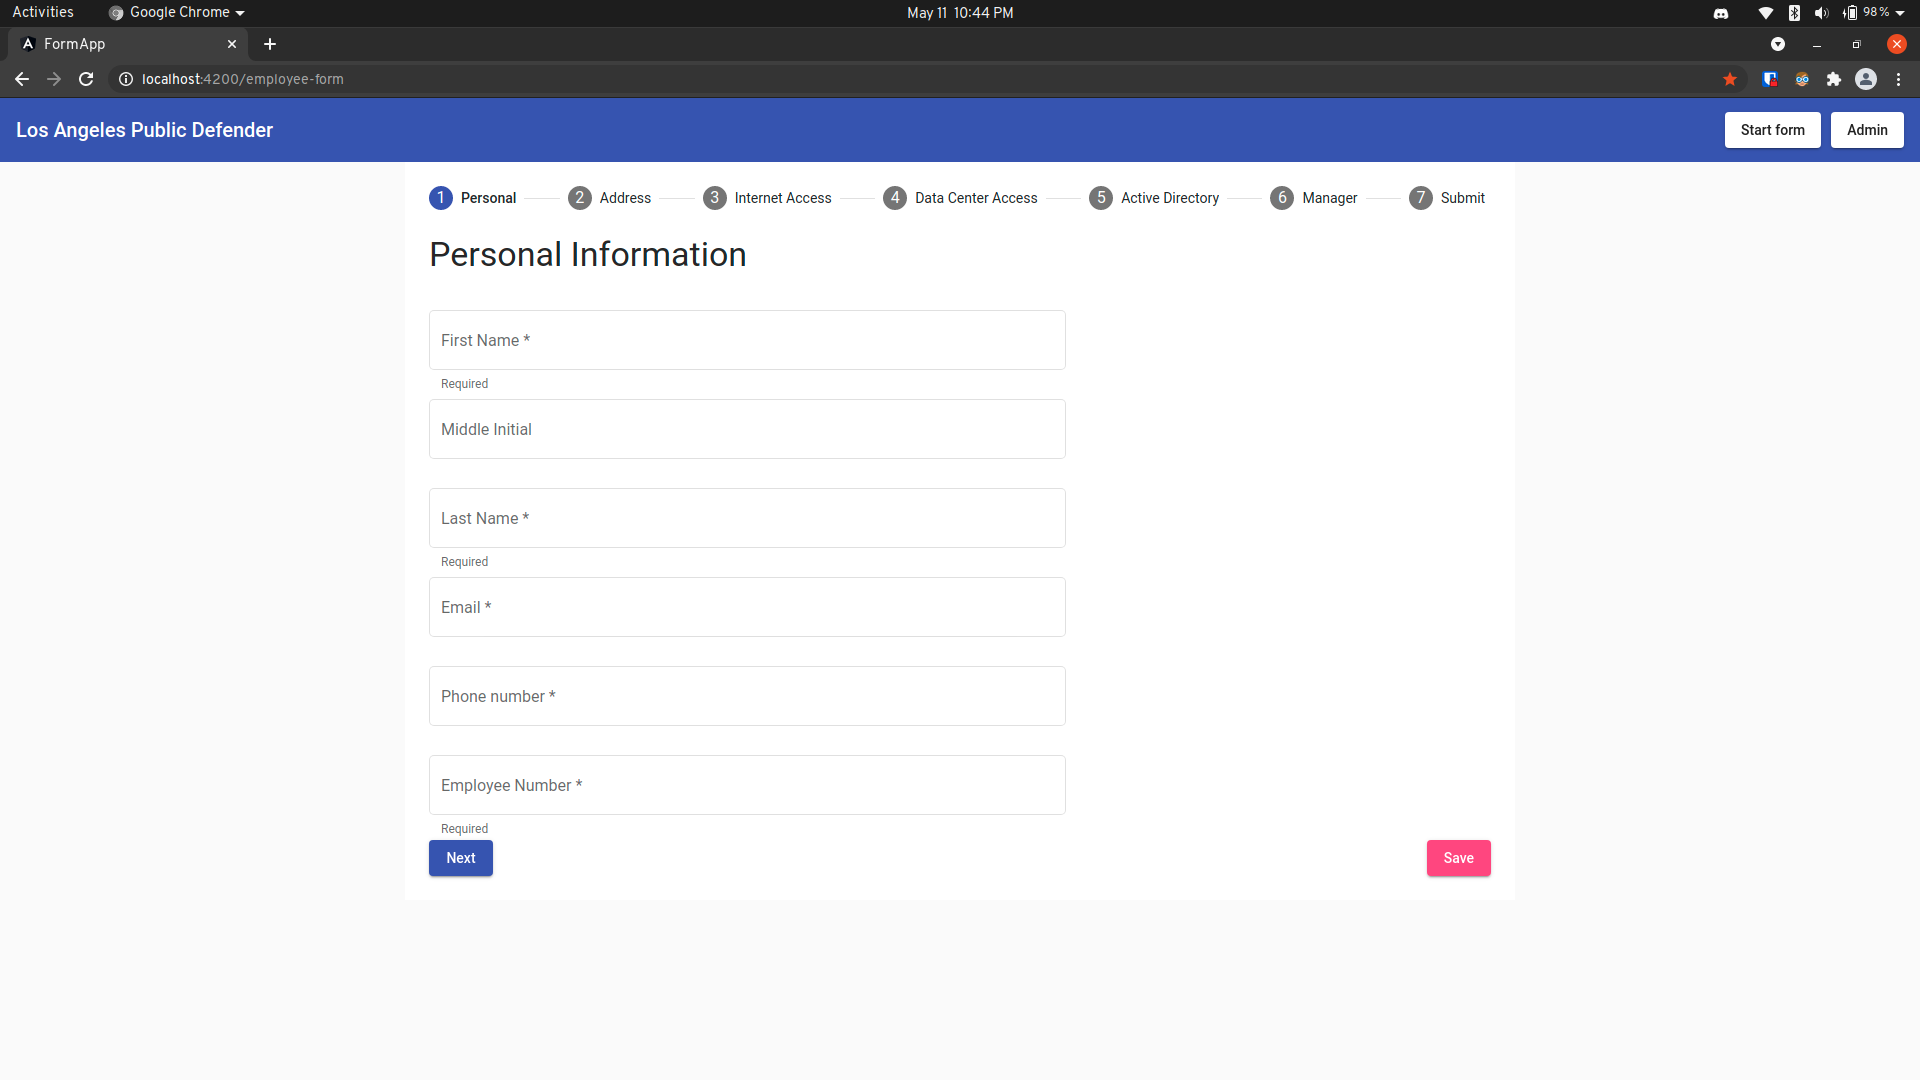 Activities Google Chrome May 11 10:44 PM 98 %
FormApp
localhost:4200/employee-form
Los Angeles Public Defender Start form Admin
1 Personal 2 Address 3 Internet Access 4 Data Center Access 5 Active Directory 6 Manager 7 Submit
Personal Information
First Name *
Required
Middle Initial
Last Name *
Required
Email *
Phone number *
Employee Number *
Required
Next Save